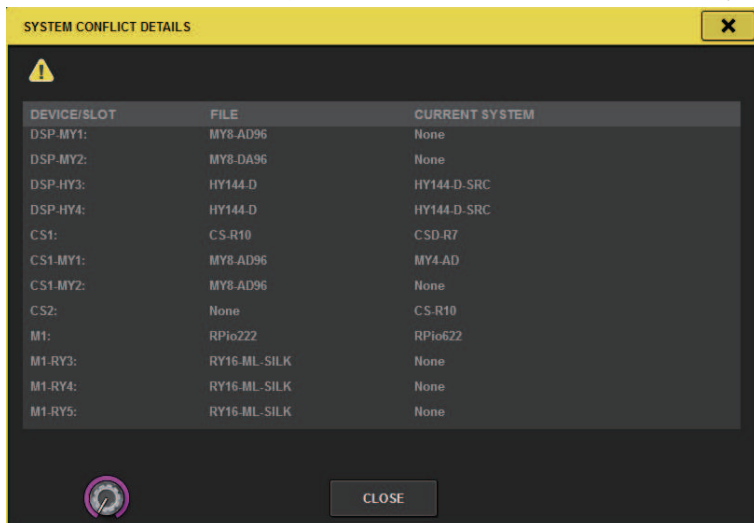 SYSTEM CONFLICT DETAILS
DEVICE/SLOT FILE CURRENT SYSTEM
DSP-MY1: MY8-AD96 None
DSP-MY2: MY8-DA96 None
DSP-HY3: HY144-D HY144-D-SRC
DSP-HY4: HY144-D HY144-D-SRC
CS1: CS-R10 CSD-R7
CS1-MY1: MY8-AD96 MY4-AD
CS1-MY2: MY8-AD96 None
CS2: None CS-R10
M1: RPio222 RPio622
M1-RY3: RY16-ML-SILK None
M1-RY4: RY16-ML-SILK None
M1-RY5: RY16-ML-SILK None
CLOSE